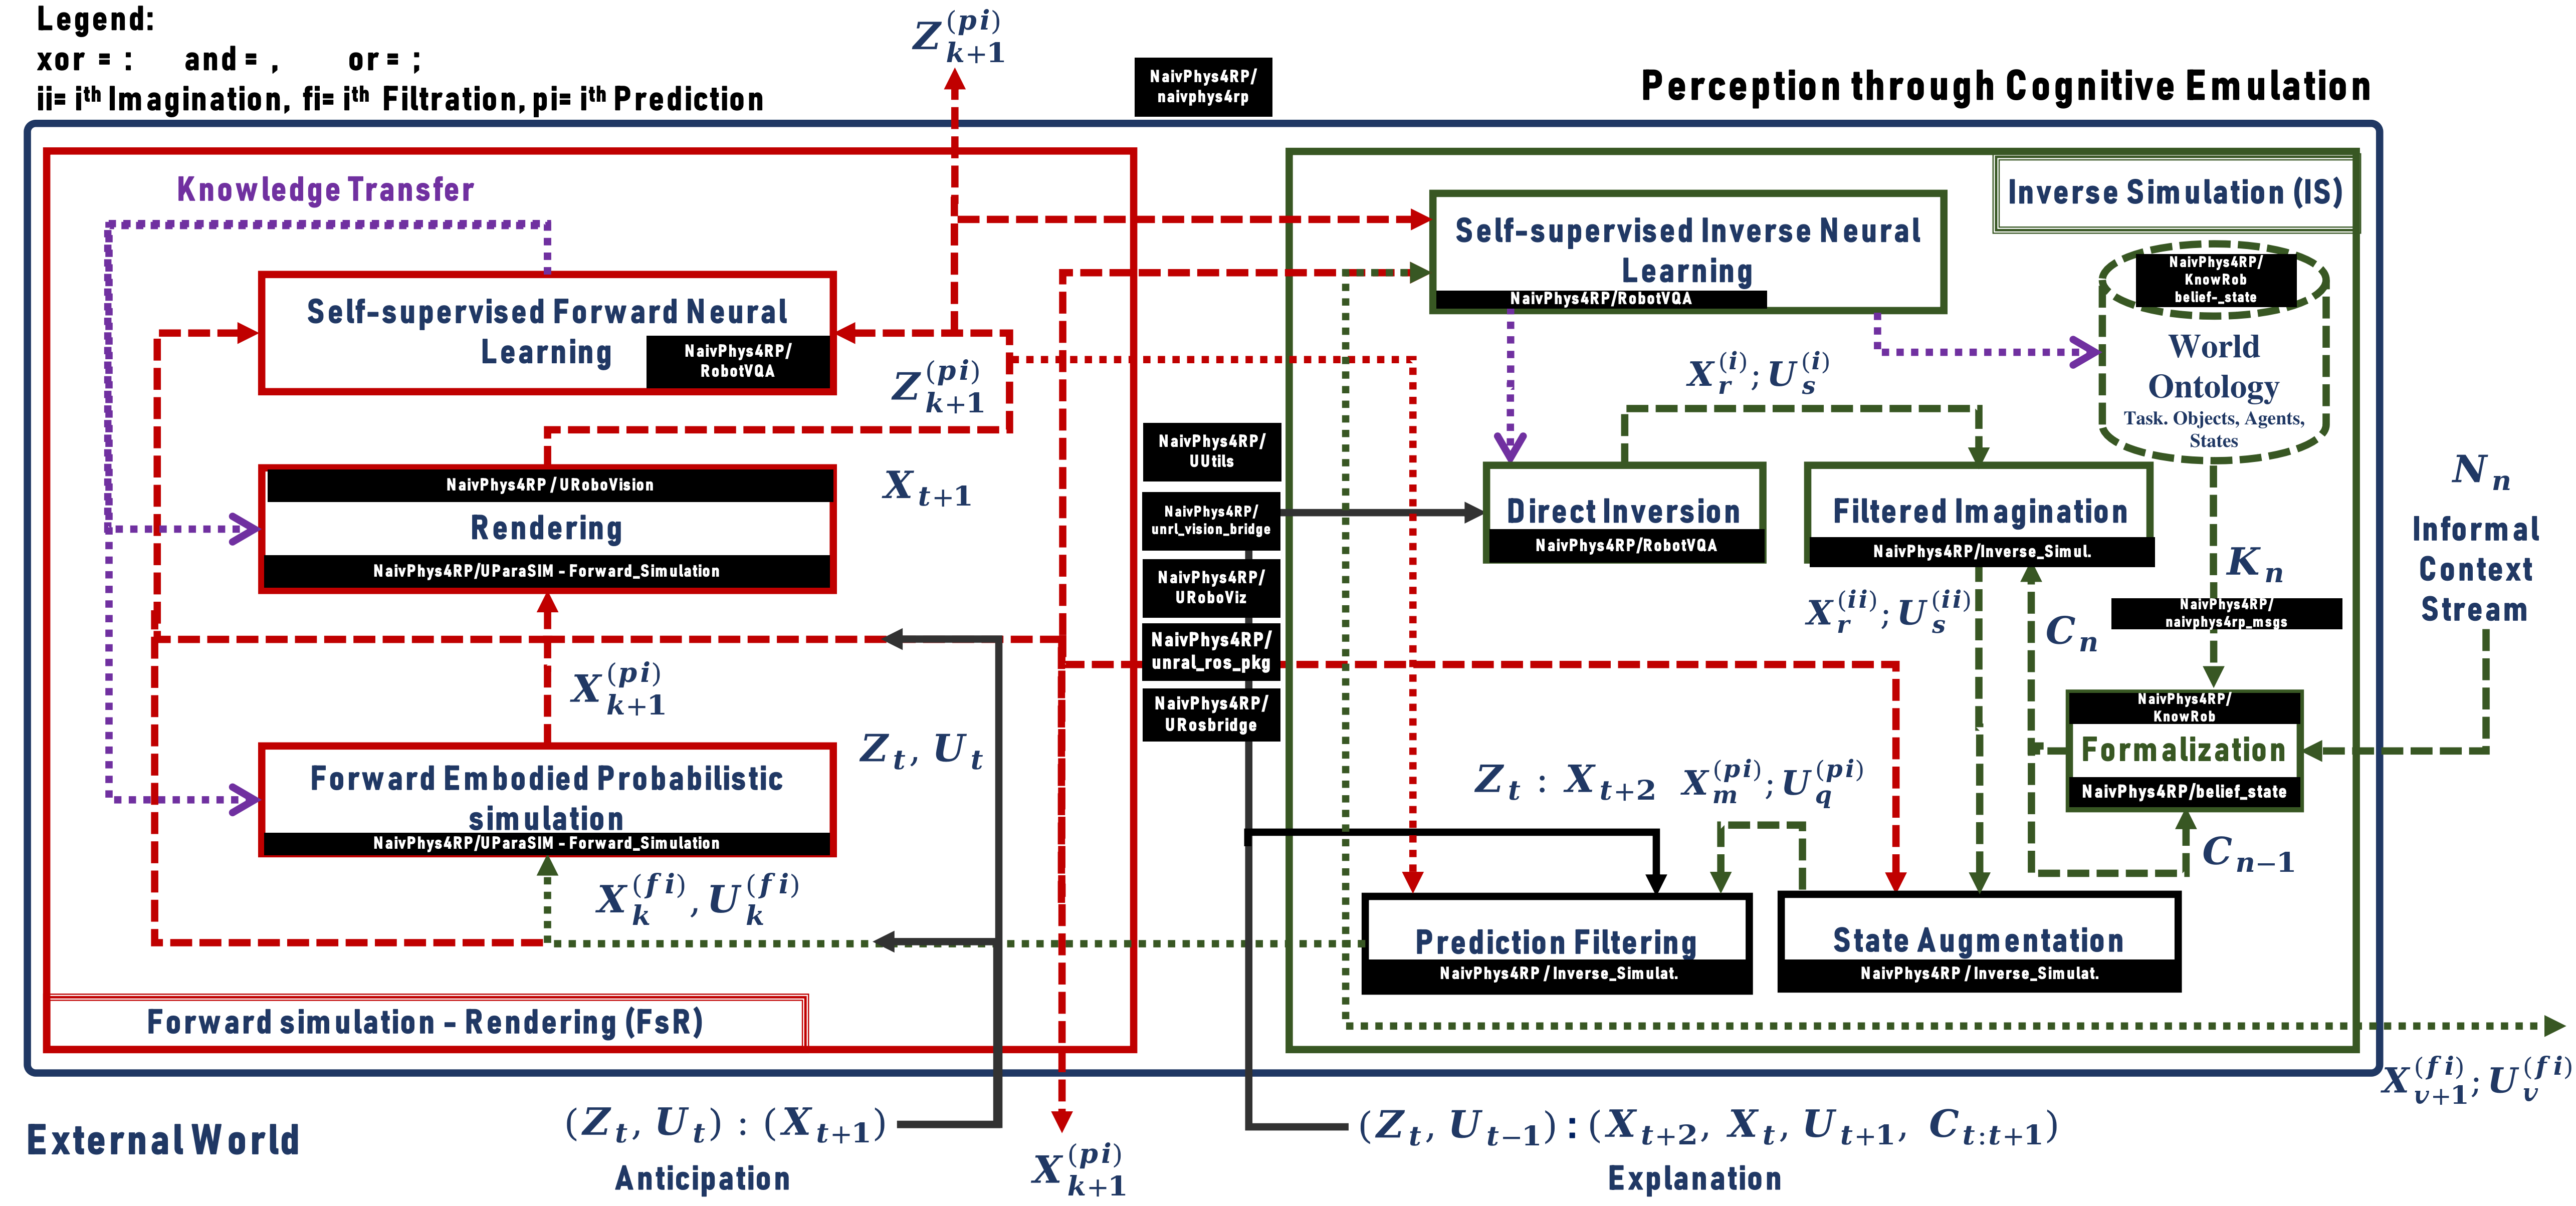 Legend:
xor = :   and = ,   or = ;
ii= iᵗʰ Imagination, fi= iᵗʰ Filtration, pi= iᵗʰ Prediction
Z_{k+1}^{(pi)}
NaivPhys4RP/
naivphys4rp
Perception through Cognitive Emulation
Knowledge Transfer
Self-supervised Forward Neural
Learning
NaivPhys4RP/
RobotVQA
Z_{k+1}^{(pi)}
NaivPhys4RP / URoboVision
Rendering
NaivPhys4RP/UParaSIM - Forward_Simulation
X_{t+1}
X_{k+1}^{(pi)}
Z_t, U_t
Forward Embodied Probabilistic
simulation
NaivPhys4RP/UParaSIM - Forward_Simulation
X_k^{(fi)}, U_k^{(fi)}
Forward simulation - Rendering (FsR)
NaivPhys4RP/
UUtils
NaivPhys4RP/
unrl_vision_bridge
NaivPhys4RP/
URoboViz
NaivPhys4RP/
unral_ros_pkg
NaivPhys4RP/
URosbridge
Inverse Simulation (IS)
Self-supervised Inverse Neural
Learning
NaivPhys4RP/RobotVQA
NaivPhys4RP/
KnowRob
belief-_state
World
Ontology
Task. Objects, Agents,
States
X_r^{(i)}; U_s^{(i)}
Direct Inversion
NaivPhys4RP/RobotVQA
Filtered Imagination
NaivPhys4RP/Inverse_Simul.
X_r^{(ii)}; U_s^{(ii)}
C_n
K_n
NaivPhys4RP/
naivphys4rp_msgs
N_n
Informal
Context
Stream
NaivPhys4RP/
KnowRob
Formalization
NaivPhys4RP/belief_state
C_{n−1}
Z_t : X_{t+2}
X_m^{(pi)}; U_q^{(pi)}
Prediction Filtering
NaivPhys4RP / Inverse_Simulat.
State Augmentation
NaivPhys4RP / Inverse_Simulat.
X_{v+1}^{(fi)}; U_v^{(fi)}
External World
(Z_t, U_t) : (X_{t+1})
Anticipation
X_{k+1}^{(pi)}
(Z_t, U_{t−1}) : (X_{t+2}, X_t, U_{t+1}, C_{t:t+1})
Explanation